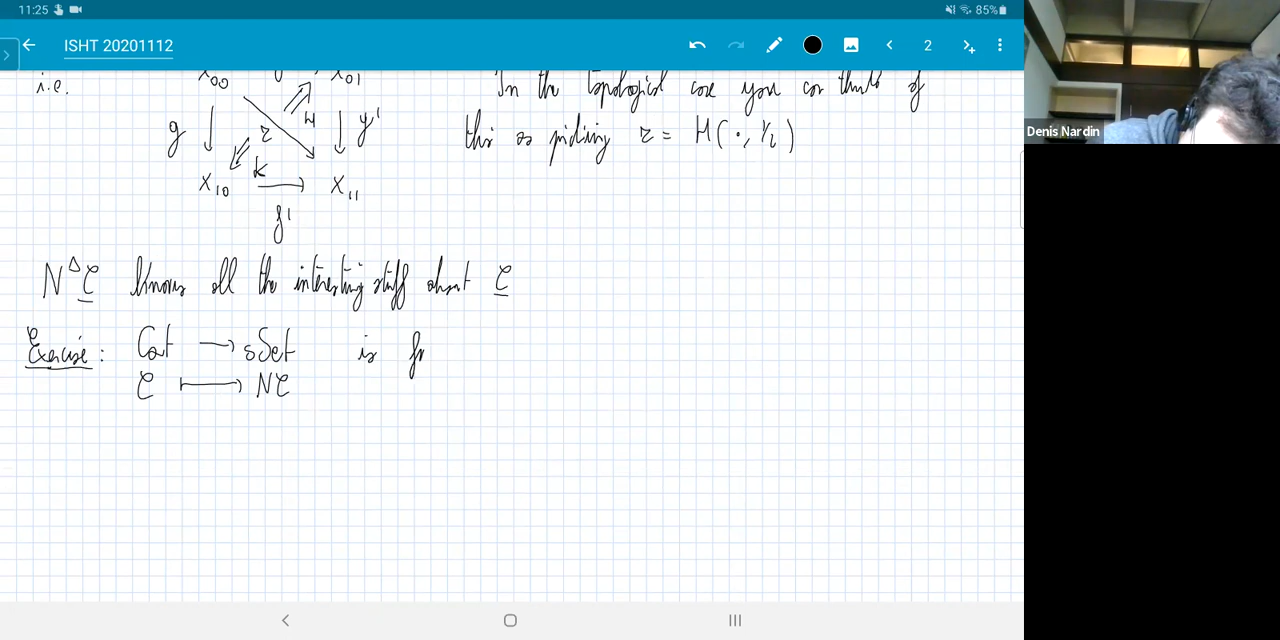 11:25
85%
ISHT 20201112
2
Denis Nardin
i.e. X₀₀ X₀₁ In the topological case you can think of
g z H this as picking z = H(·, 1/2)
X₁₀ K X₁₁
f'
N^Δ C knows all the interesting stuff about C
Exercise: Cat → sSet is fr
C ↦ NC